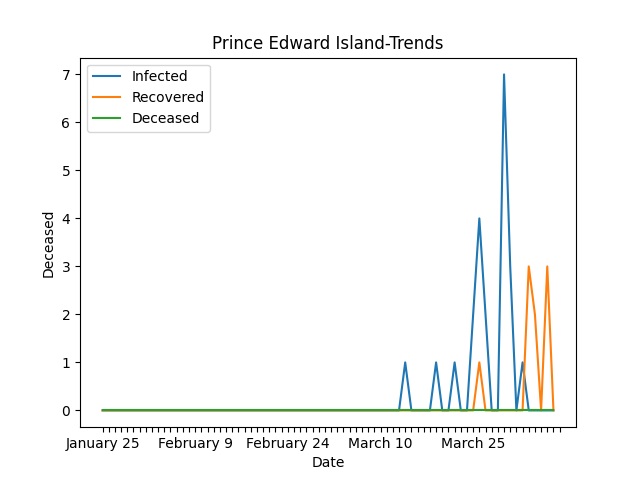 Prince Edward Island-Trends
Infected
Recovered
Deceased
7
6
5
4
3
2
1
0
Deceased
January 25
February 9
February 24
March 10
March 25
Date